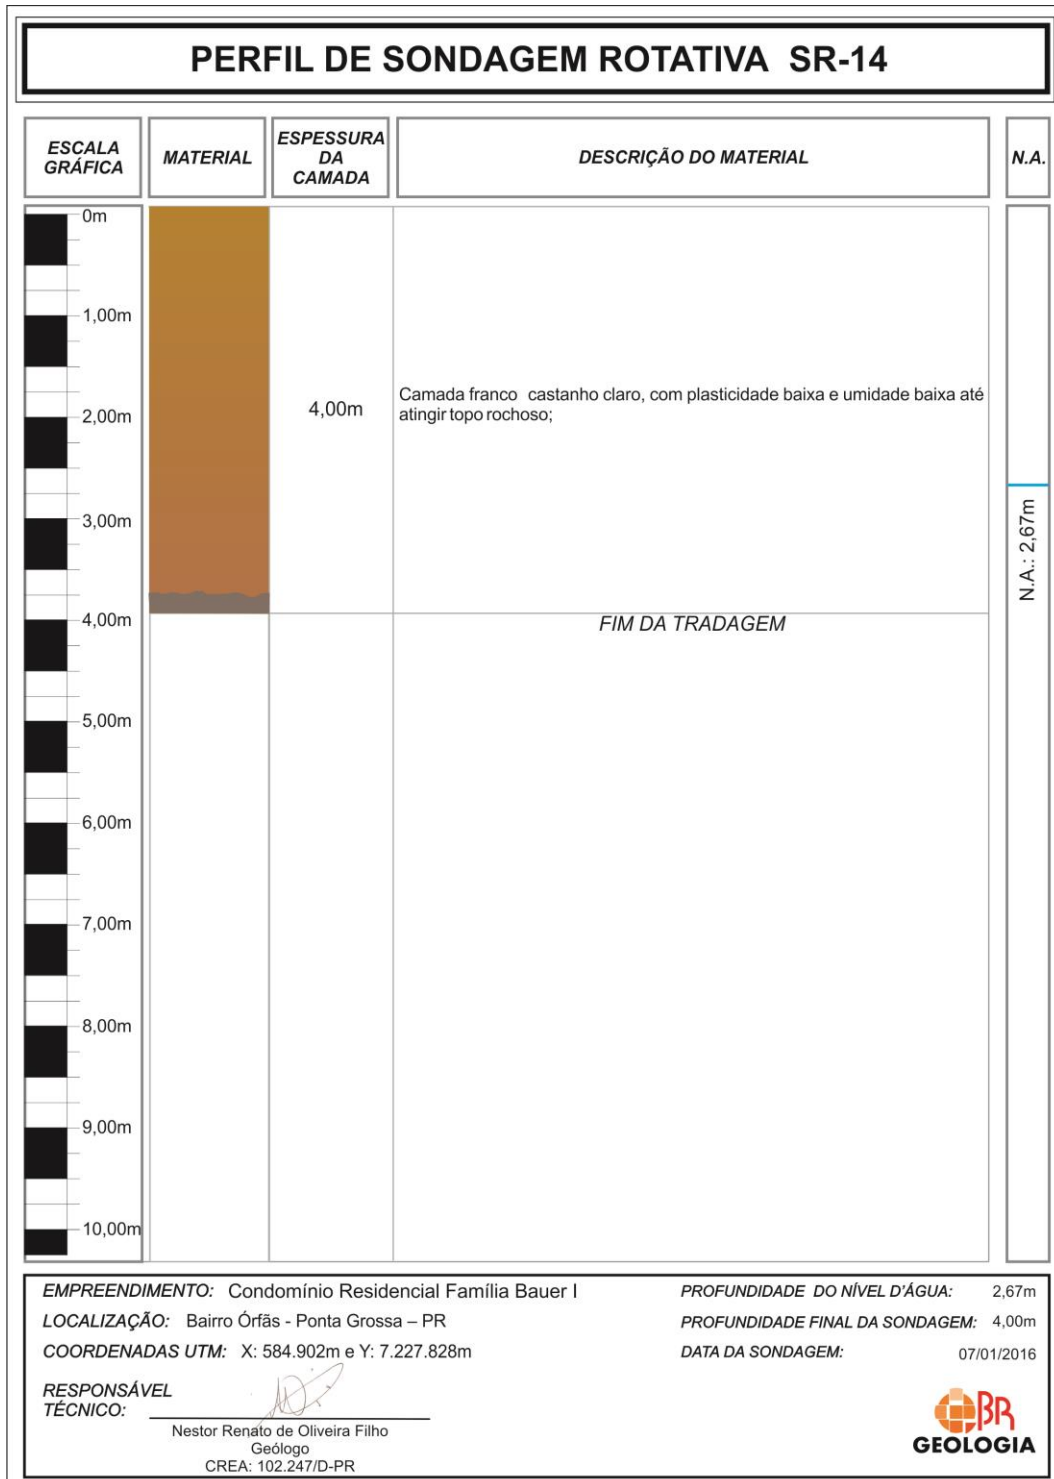 PERFIL DE SONDAGEM ROTATIVA SR-14
ESCALA
GRÁFICA
MATERIAL
ESPESSURA
DA
CAMADA
DESCRIÇÃO DO MATERIAL
N.A.
0m
1,00m
2,00m
3,00m
4,00m
5,00m
6,00m
7,00m
8,00m
9,00m
10,00m
4,00m
Camada franco castanho claro, com plasticidade baixa e umidade baixa até
atingir topo rochoso;
FIM DA TRADAGEM
N.A.: 2,67m
EMPREENDIMENTO: Condomínio Residencial Família Bauer I
LOCALIZAÇÃO: Bairro Órfãs - Ponta Grossa – PR
COORDENADAS UTM: X: 584.902m e Y: 7.227.828m
RESPONSÁVEL
TÉCNICO:
Nestor Renato de Oliveira Filho
Geólogo
CREA: 102.247/D-PR
PROFUNDIDADE DO NÍVEL D'ÁGUA: 2,67m
PROFUNDIDADE FINAL DA SONDAGEM: 4,00m
DATA DA SONDAGEM: 07/01/2016
BR
GEOLOGIA